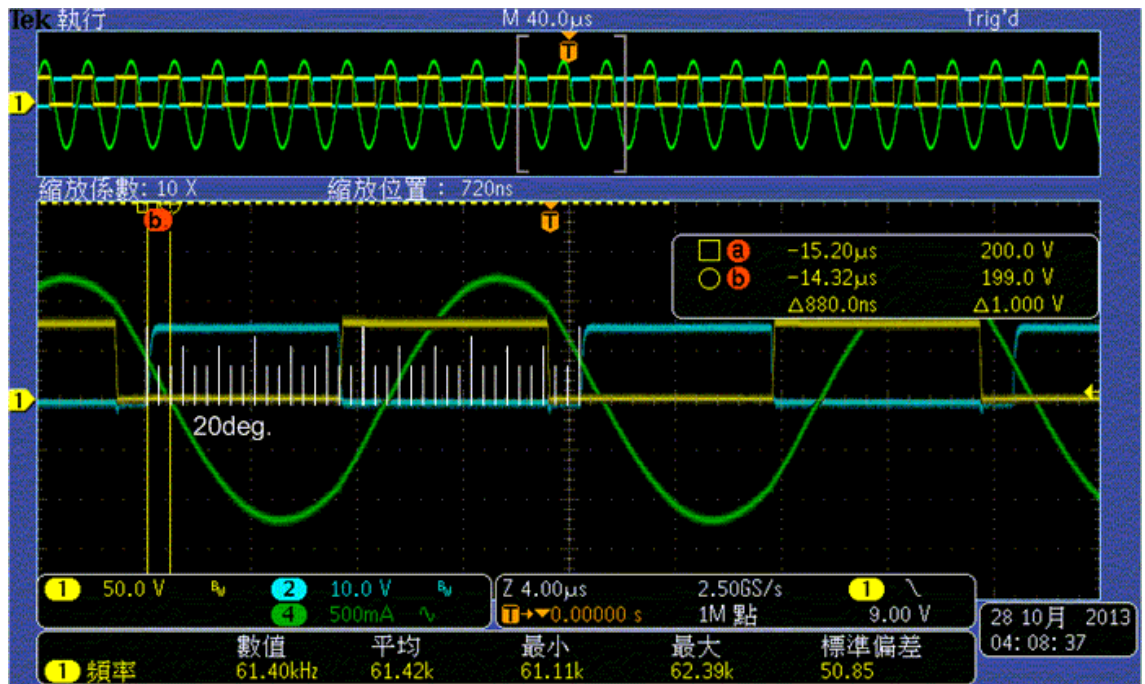 Tek 執行 M 40.0µs Trig'd
T
1
縮放係數: 10 X 縮放位置 : 720ns
b T
a -15.20µs 200.0 V
b -14.32µs 199.0 V
Δ880.0ns Δ1.000 V
1
20deg.
1 50.0 V BW 2 10.0 V BW Z 4.00µs 2.50GS/s 1 \
4 500mA ∿ T→▼0.00000 s 1M 點 9.00 V
28 10月 2013
04:08:37
數值 平均 最小 最大 標準偏差
1 頻率 61.40kHz 61.42k 61.11k 62.39k 50.85